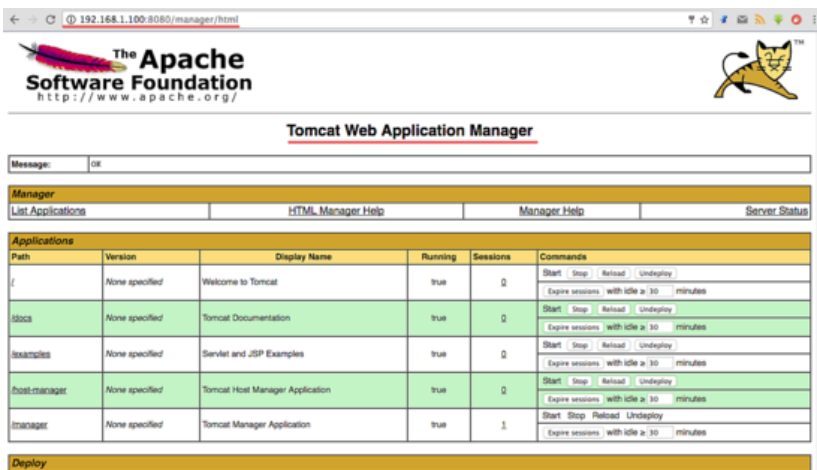 192.168.1.100:8080/manager/html
The Apache
Software Foundation
http://www.apache.org/
TM
Tomcat Web Application Manager
Message: OK
Manager
List Applications HTML Manager Help Manager Help Server Status
Applications
Path Version Display Name Running Sessions Commands
/ None specified Welcome to Tomcat true 0 Start Stop Reload Undeploy
Expire sessions with idle ≥ 30 minutes
/docs None specified Tomcat Documentation true 0 Start Stop Reload Undeploy
Expire sessions with idle ≥ 30 minutes
/examples None specified Servlet and JSP Examples true 0 Start Stop Reload Undeploy
Expire sessions with idle ≥ 30 minutes
/host-manager None specified Tomcat Host Manager Application true 0 Start Stop Reload Undeploy
Expire sessions with idle ≥ 30 minutes
/manager None specified Tomcat Manager Application true 1 Start Stop Reload Undeploy
Expire sessions with idle ≥ 30 minutes
Deploy